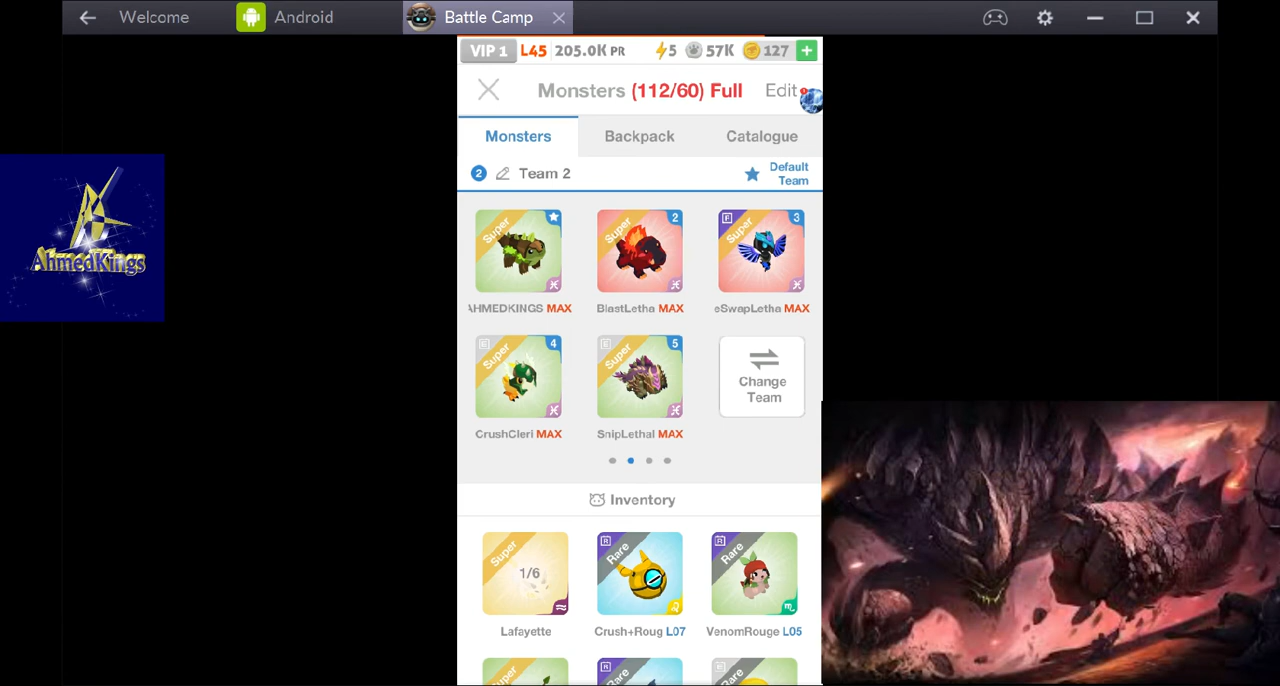 Welcome
Android
Battle Camp
VIP 1 L45 205.0K PR 5 57K 127 +
Monsters (112/60) Full Edit
Monsters Backpack Catalogue
2 Team 2 Default
Team
AhmedKings
Super 2 Super F 3 Super
AHMEDKINGS MAX BlastLetha MAX eSwapLetha MAX
E 4 Super E 5 Super
Change
Team
CrushCleri MAX SnipLethal MAX
Inventory
Super 1/6 R Rare R Rare
Lafayette Crush+Roug L07 VenomRouge L05
Super R Rare E